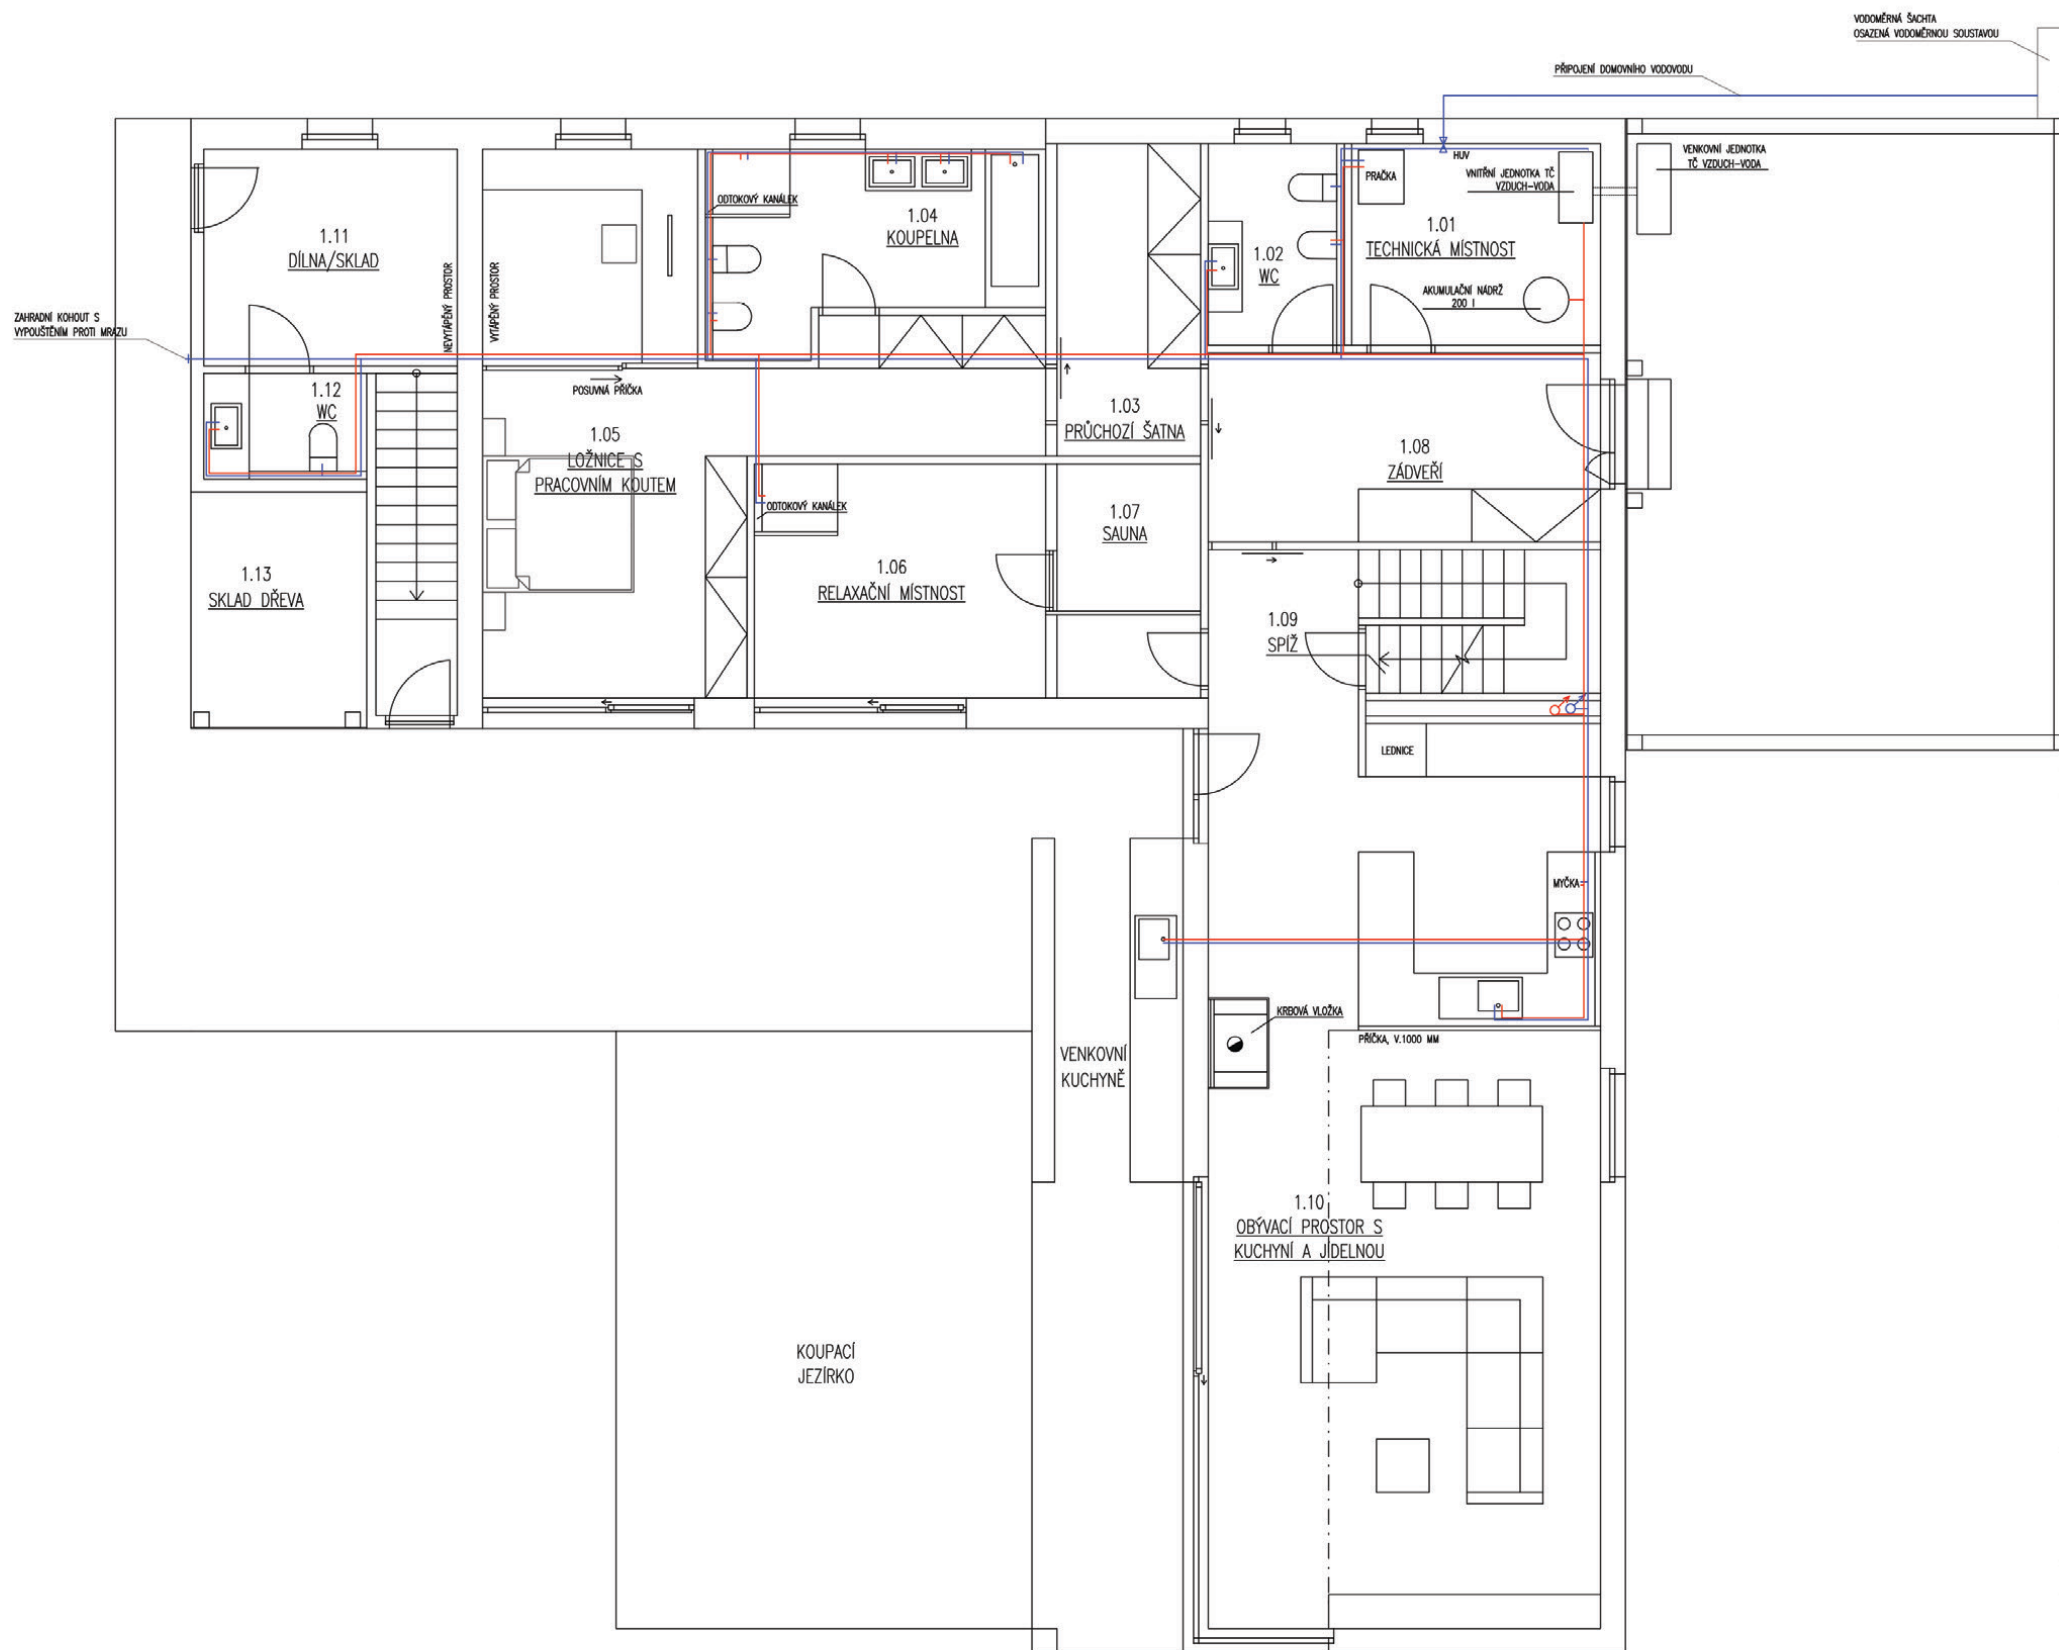 VODOMĚRNÁ ŠACHTA
OSAZENÁ VODOMĚRNOU SOUSTAVOU
PŘIPOJENÍ DOMOVNÍHO VODOVODU
HUV
PRAČKA
VNITŘNÍ JEDNOTKA TČ
VZDUCH-VODA
VENKOVNÍ JEDNOTKA
TČ VZDUCH-VODA
1.11
DÍLNA/SKLAD
NEVYTÁPĚNÝ PROSTOR
VYTÁPĚNÝ PROSTOR
ODTOKOVÝ KANÁLEK
1.04
KOUPELNA
1.02
WC
1.01
TECHNICKÁ MÍSTNOST
AKUMULAČNÍ NÁDRŽ
200 l
ZAHRADNÍ KOHOUT S
VYPOUŠTĚNÍM PROTI MRAZU
1.12
WC
POSUVNÁ PŘÍČKA
1.05
LOŽNICE S
PRACOVNÍM KOUTEM
1.03
PRŮCHOZÍ ŠATNA
1.08
ZÁDVEŘÍ
ODTOKOVÝ KANÁLEK
1.07
SAUNA
1.13
SKLAD DŘEVA
1.06
RELAXAČNÍ MÍSTNOST
1.09
SPÍŽ
LEDNICE
MYČKA
KRBOVÁ VLOŽKA
PŘÍČKA, V.1000 MM
VENKOVNÍ
KUCHYNĚ
1.10
OBÝVACÍ PROSTOR S
KUCHYNÍ A JÍDELNOU
KOUPACÍ
JEZÍRKO